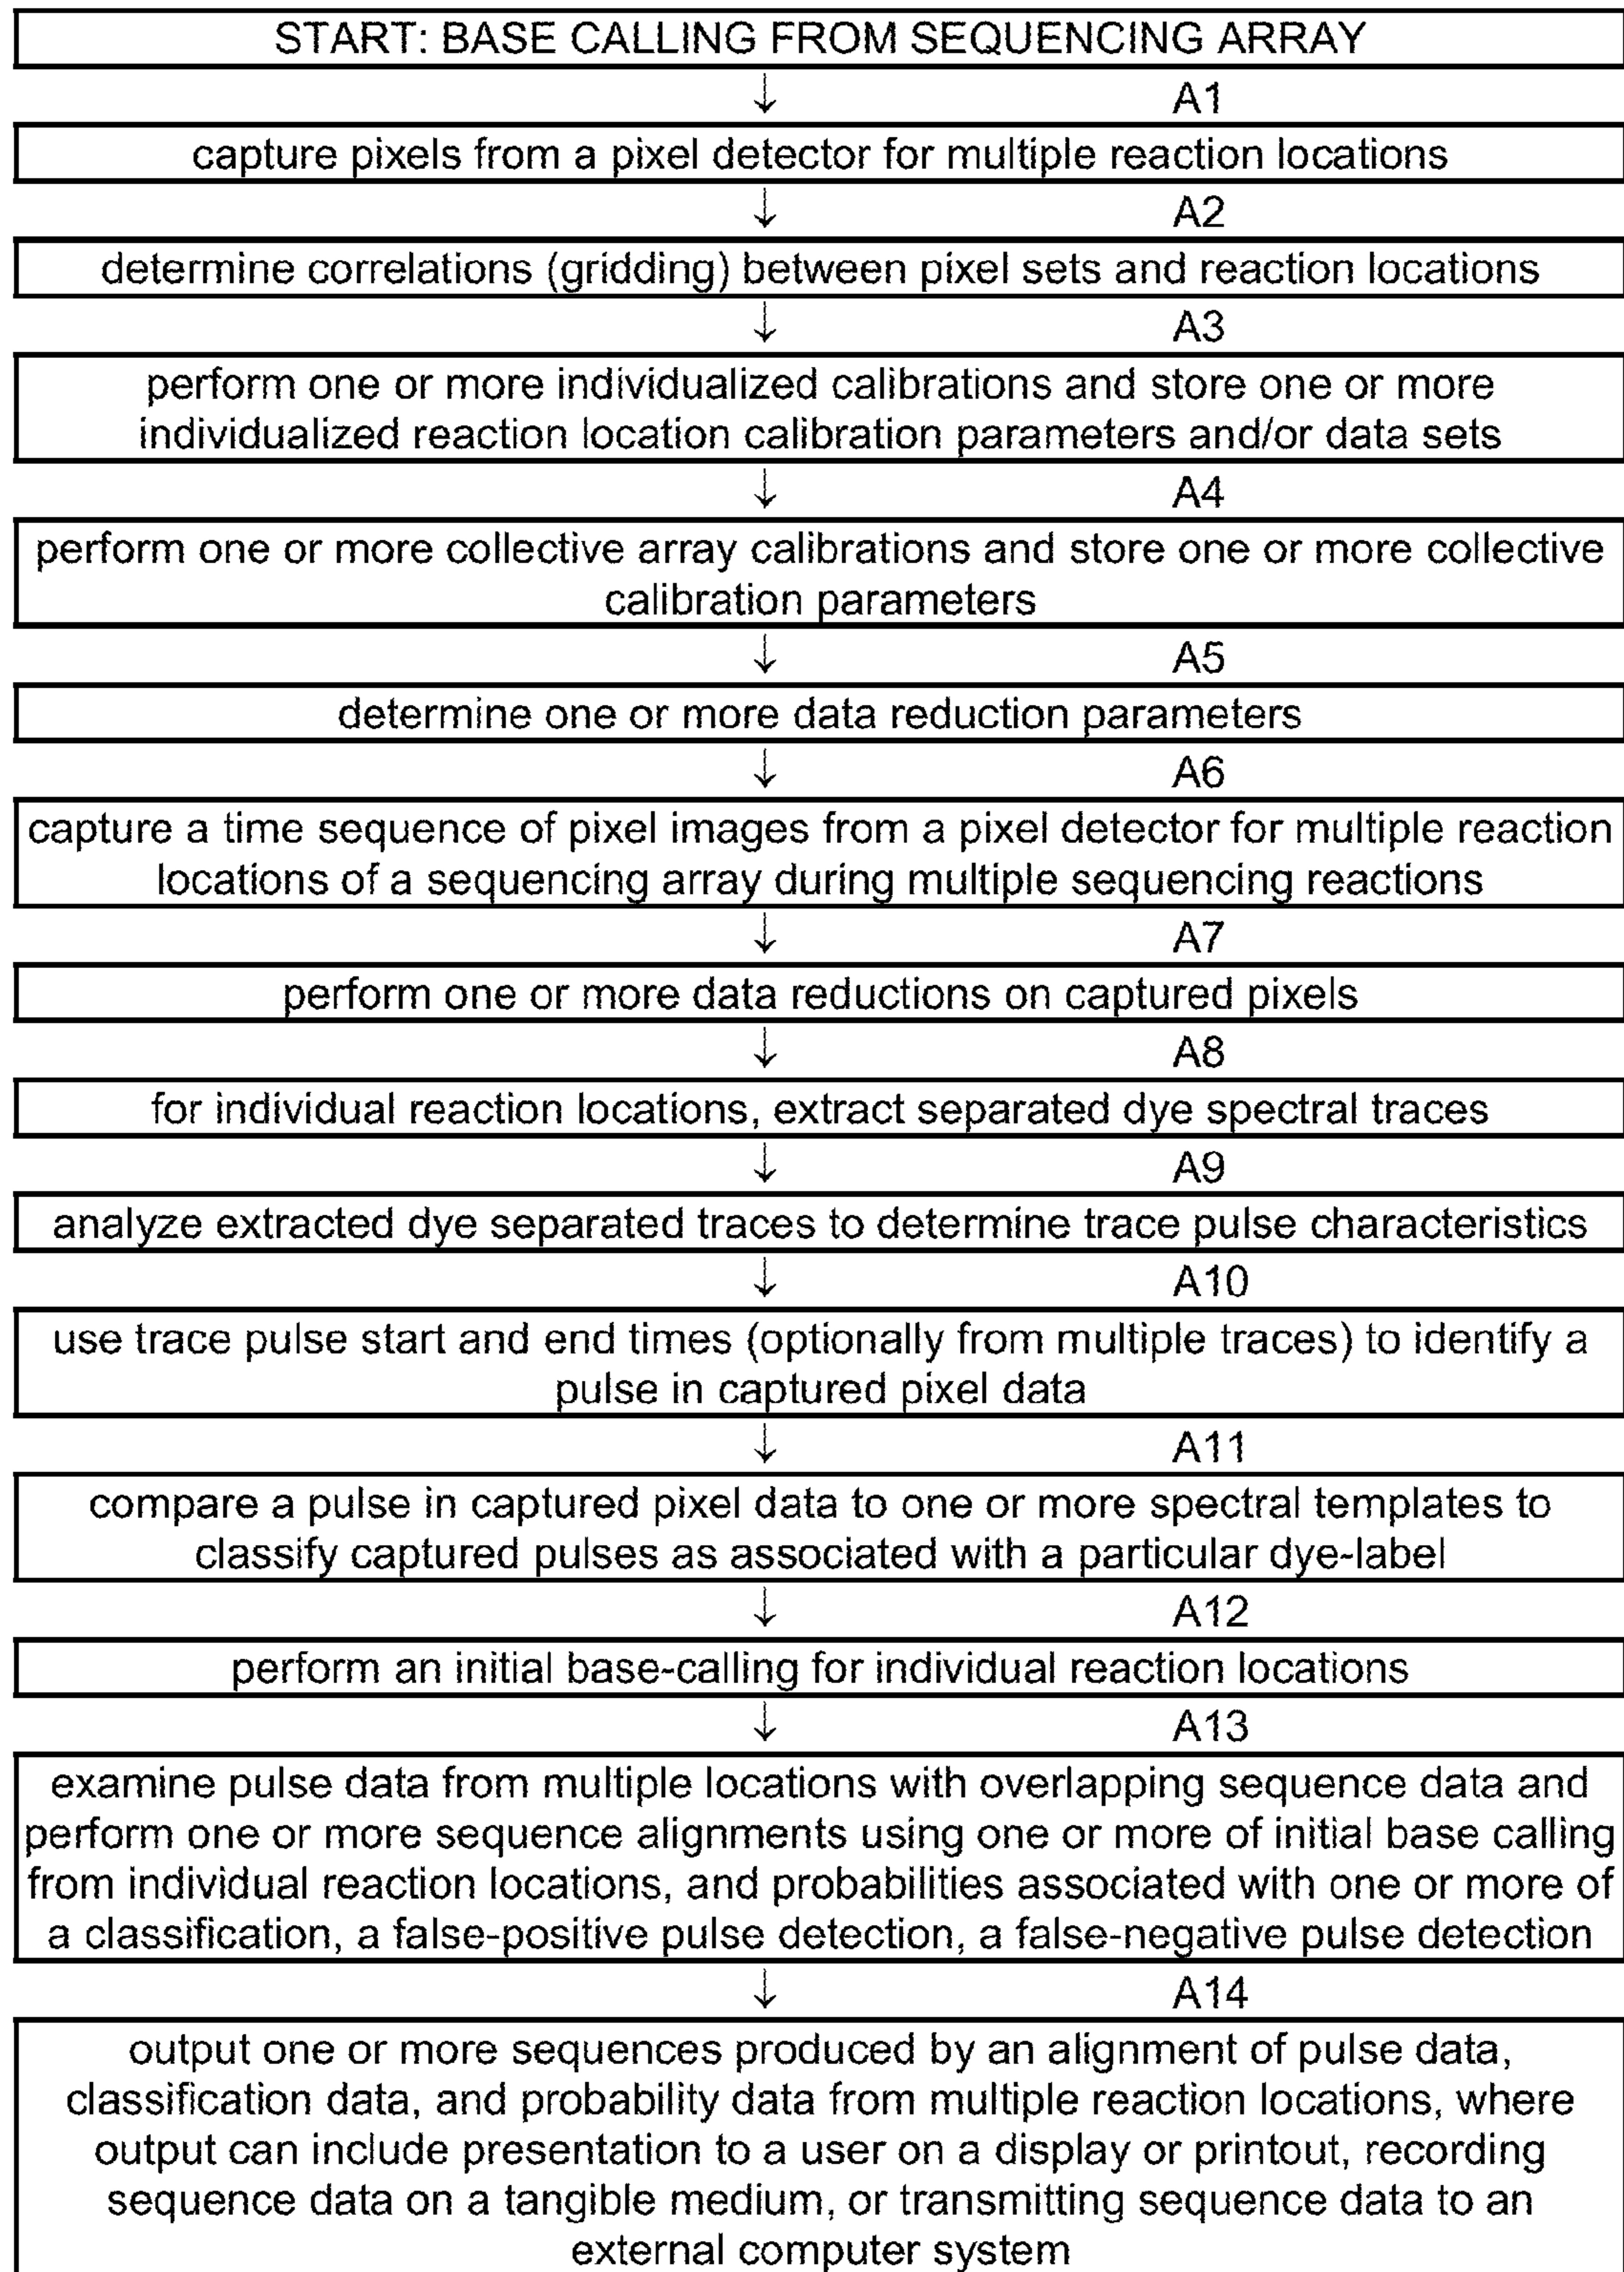 START: BASE CALLING FROM SEQUENCING ARRAY
↓ A1
capture pixels from a pixel detector for multiple reaction locations
↓ A2
determine correlations (gridding) between pixel sets and reaction locations
↓ A3
perform one or more individualized calibrations and store one or more
individualized reaction location calibration parameters and/or data sets
↓ A4
perform one or more collective array calibrations and store one or more collective
calibration parameters
↓ A5
determine one or more data reduction parameters
↓ A6
capture a time sequence of pixel images from a pixel detector for multiple reaction
locations of a sequencing array during multiple sequencing reactions
↓ A7
perform one or more data reductions on captured pixels
↓ A8
for individual reaction locations, extract separated dye spectral traces
↓ A9
analyze extracted dye separated traces to determine trace pulse characteristics
↓ A10
use trace pulse start and end times (optionally from multiple traces) to identify a
pulse in captured pixel data
↓ A11
compare a pulse in captured pixel data to one or more spectral templates to
classify captured pulses as associated with a particular dye-label
↓ A12
perform an initial base-calling for individual reaction locations
↓ A13
examine pulse data from multiple locations with overlapping sequence data and
perform one or more sequence alignments using one or more of initial base calling
from individual reaction locations, and probabilities associated with one or more of
a classification, a false-positive pulse detection, a false-negative pulse detection
↓ A14
output one or more sequences produced by an alignment of pulse data,
classification data, and probability data from multiple reaction locations, where
output can include presentation to a user on a display or printout, recording
sequence data on a tangible medium, or transmitting sequence data to an
external computer system